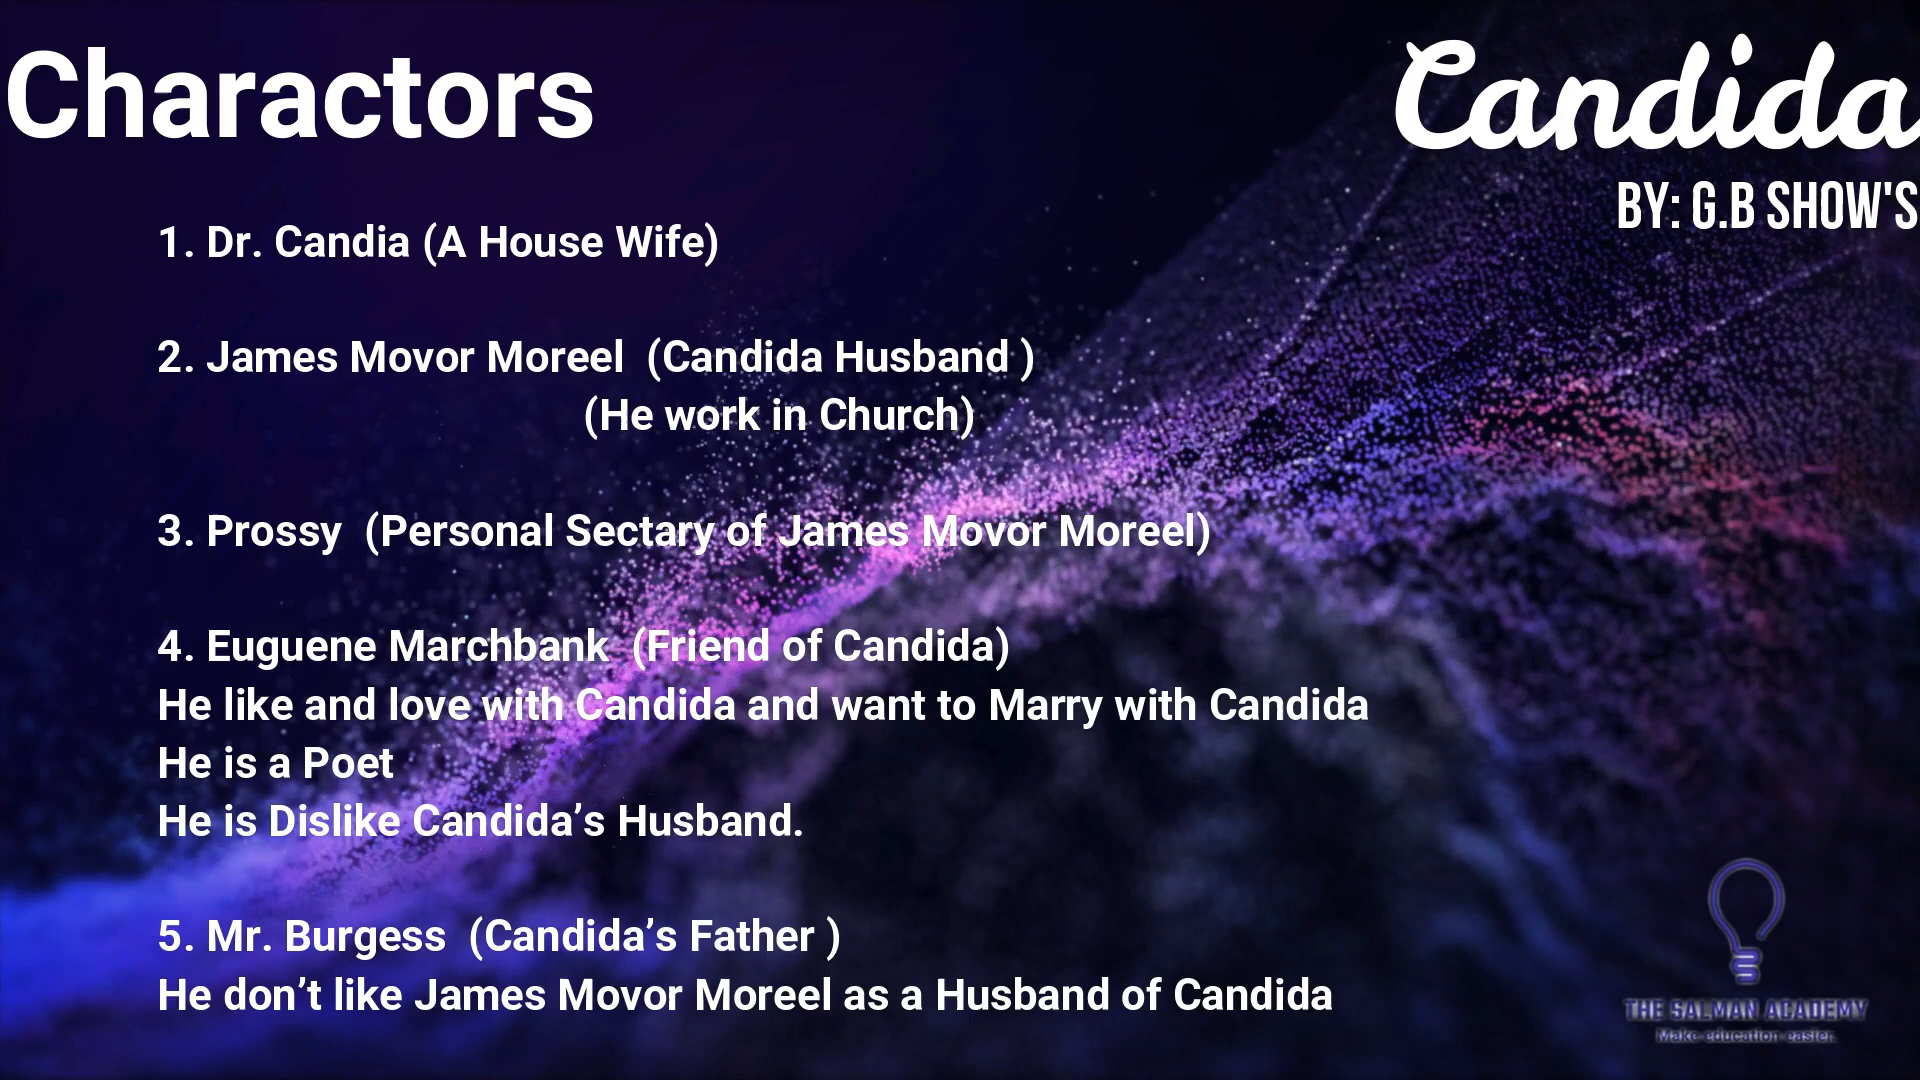 Charactors
Candida
BY: G.B SHOW'S
1. Dr. Candia (A House Wife)
2. James Movor Moreel (Candida Husband )
(He work in Church)
3. Prossy (Personal Sectary of James Movor Moreel)
4. Euguene Marchbank (Friend of Candida)
He like and love with Candida and want to Marry with Candida
He is a Poet
He is Dislike Candida’s Husband.
5. Mr. Burgess (Candida’s Father )
He don’t like James Movor Moreel as a Husband of Candida
THE SALMAN ACADEMY
Make education easier.